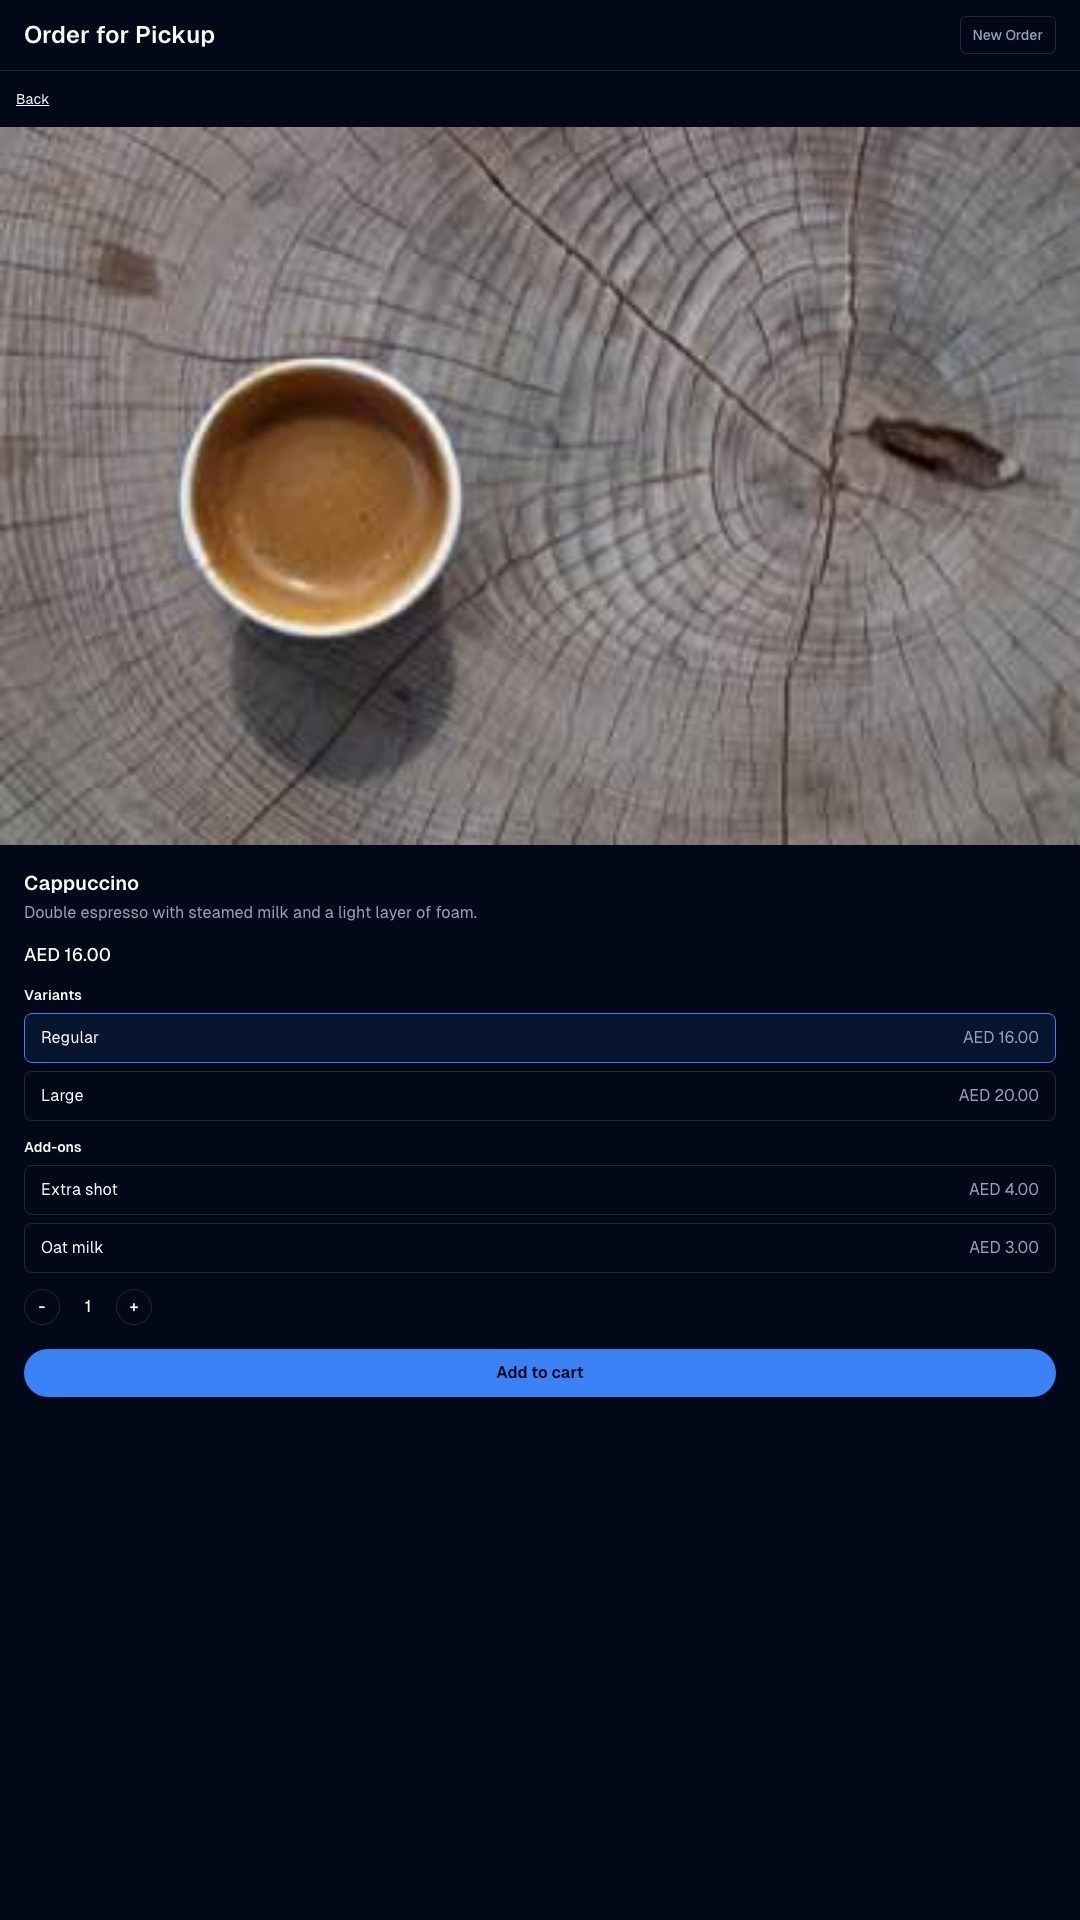 Order for Pickup
New Order
Back
Cappuccino
Double espresso with steamed milk and a light layer of foam.
AED 16.00
Variants
Regular AED 16.00
Large AED 20.00
Add-ons
Extra shot AED 4.00
Oat milk AED 3.00
- 1 +
Add to cart